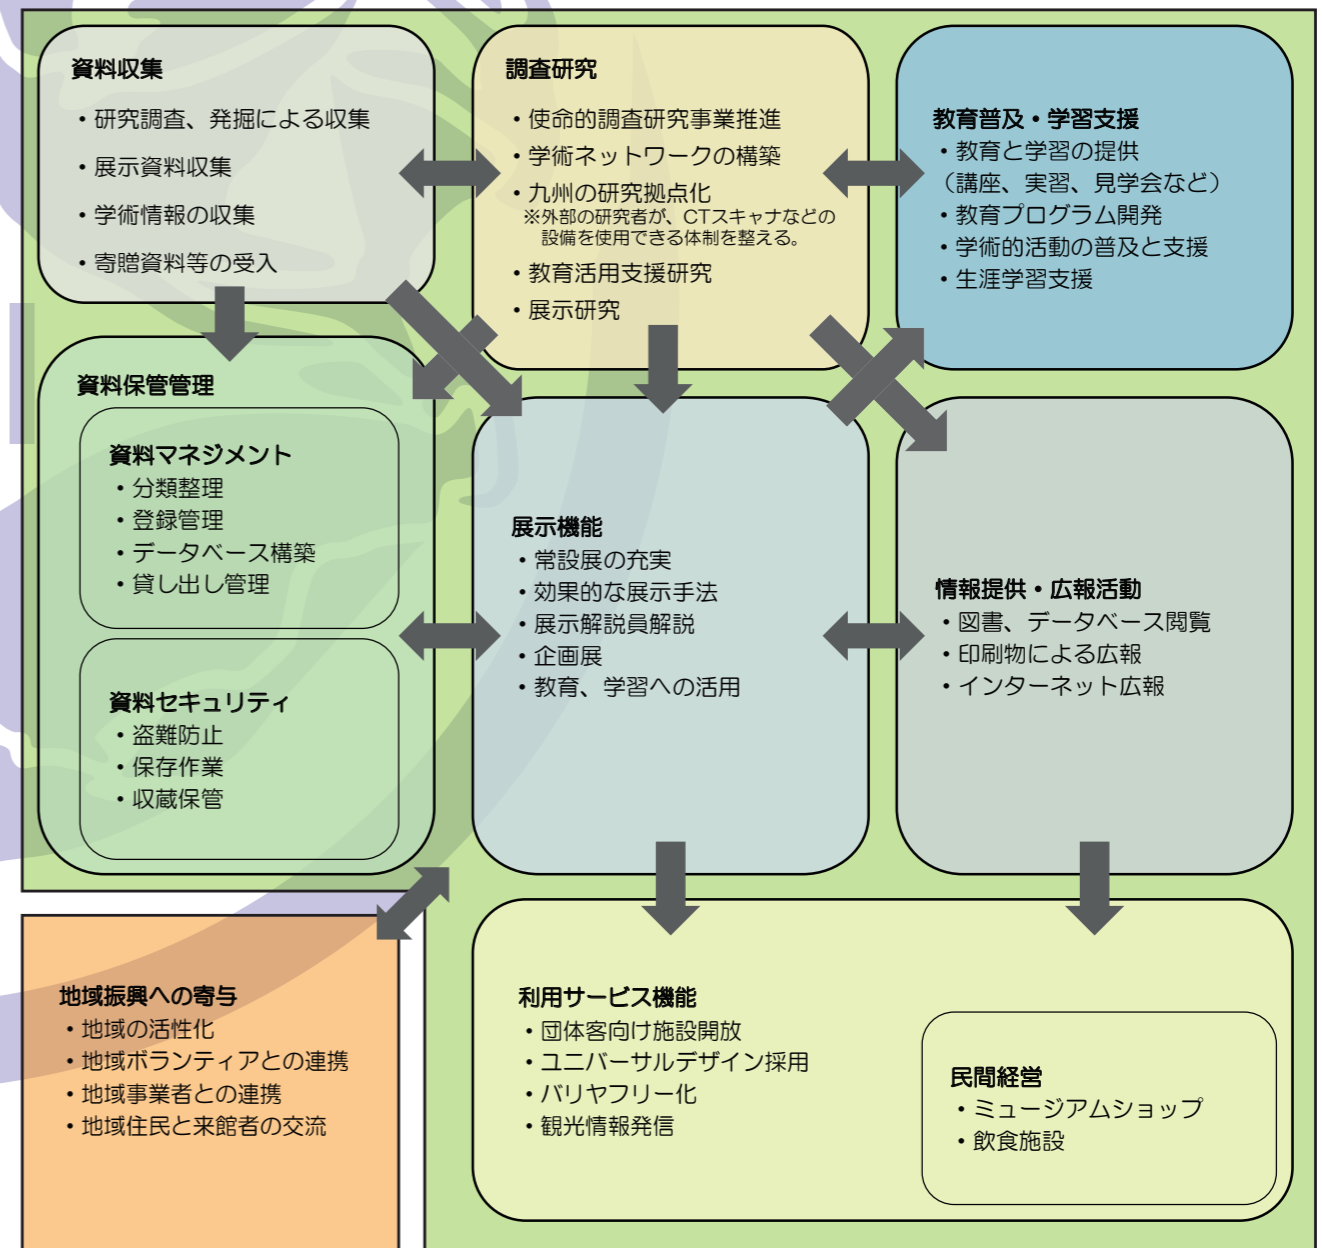 資料収集
・研究調査、発掘による収集
・展示資料収集
・学術情報の収集
・寄贈資料等の受入
調査研究
・使命的調査研究事業推進
・学術ネットワークの構築
・九州の研究拠点化
※外部の研究者が、CTスキャナなどの
設備を使用できる体制を整える。
・教育活用支援研究
・展示研究
教育普及・学習支援
・教育と学習の提供
（講座、実習、見学会など）
・教育プログラム開発
・学術的活動の普及と支援
・生涯学習支援
資料保管管理
資料マネジメント
・分類整理
・登録管理
・データベース構築
・貸し出し管理
資料セキュリティ
・盗難防止
・保存作業
・収蔵保管
展示機能
・常設展の充実
・効果的な展示手法
・展示解説員解説
・企画展
・教育、学習への活用
情報提供・広報活動
・図書、データベース閲覧
・印刷物による広報
・インターネット広報
地域振興への寄与
・地域の活性化
・地域ボランティアとの連携
・地域事業者との連携
・地域住民と来館者の交流
利用サービス機能
・団体客向け施設開放
・ユニバーサルデザイン採用
・バリヤフリー化
・観光情報発信
民間経営
・ミュージアムショップ
・飲食施設